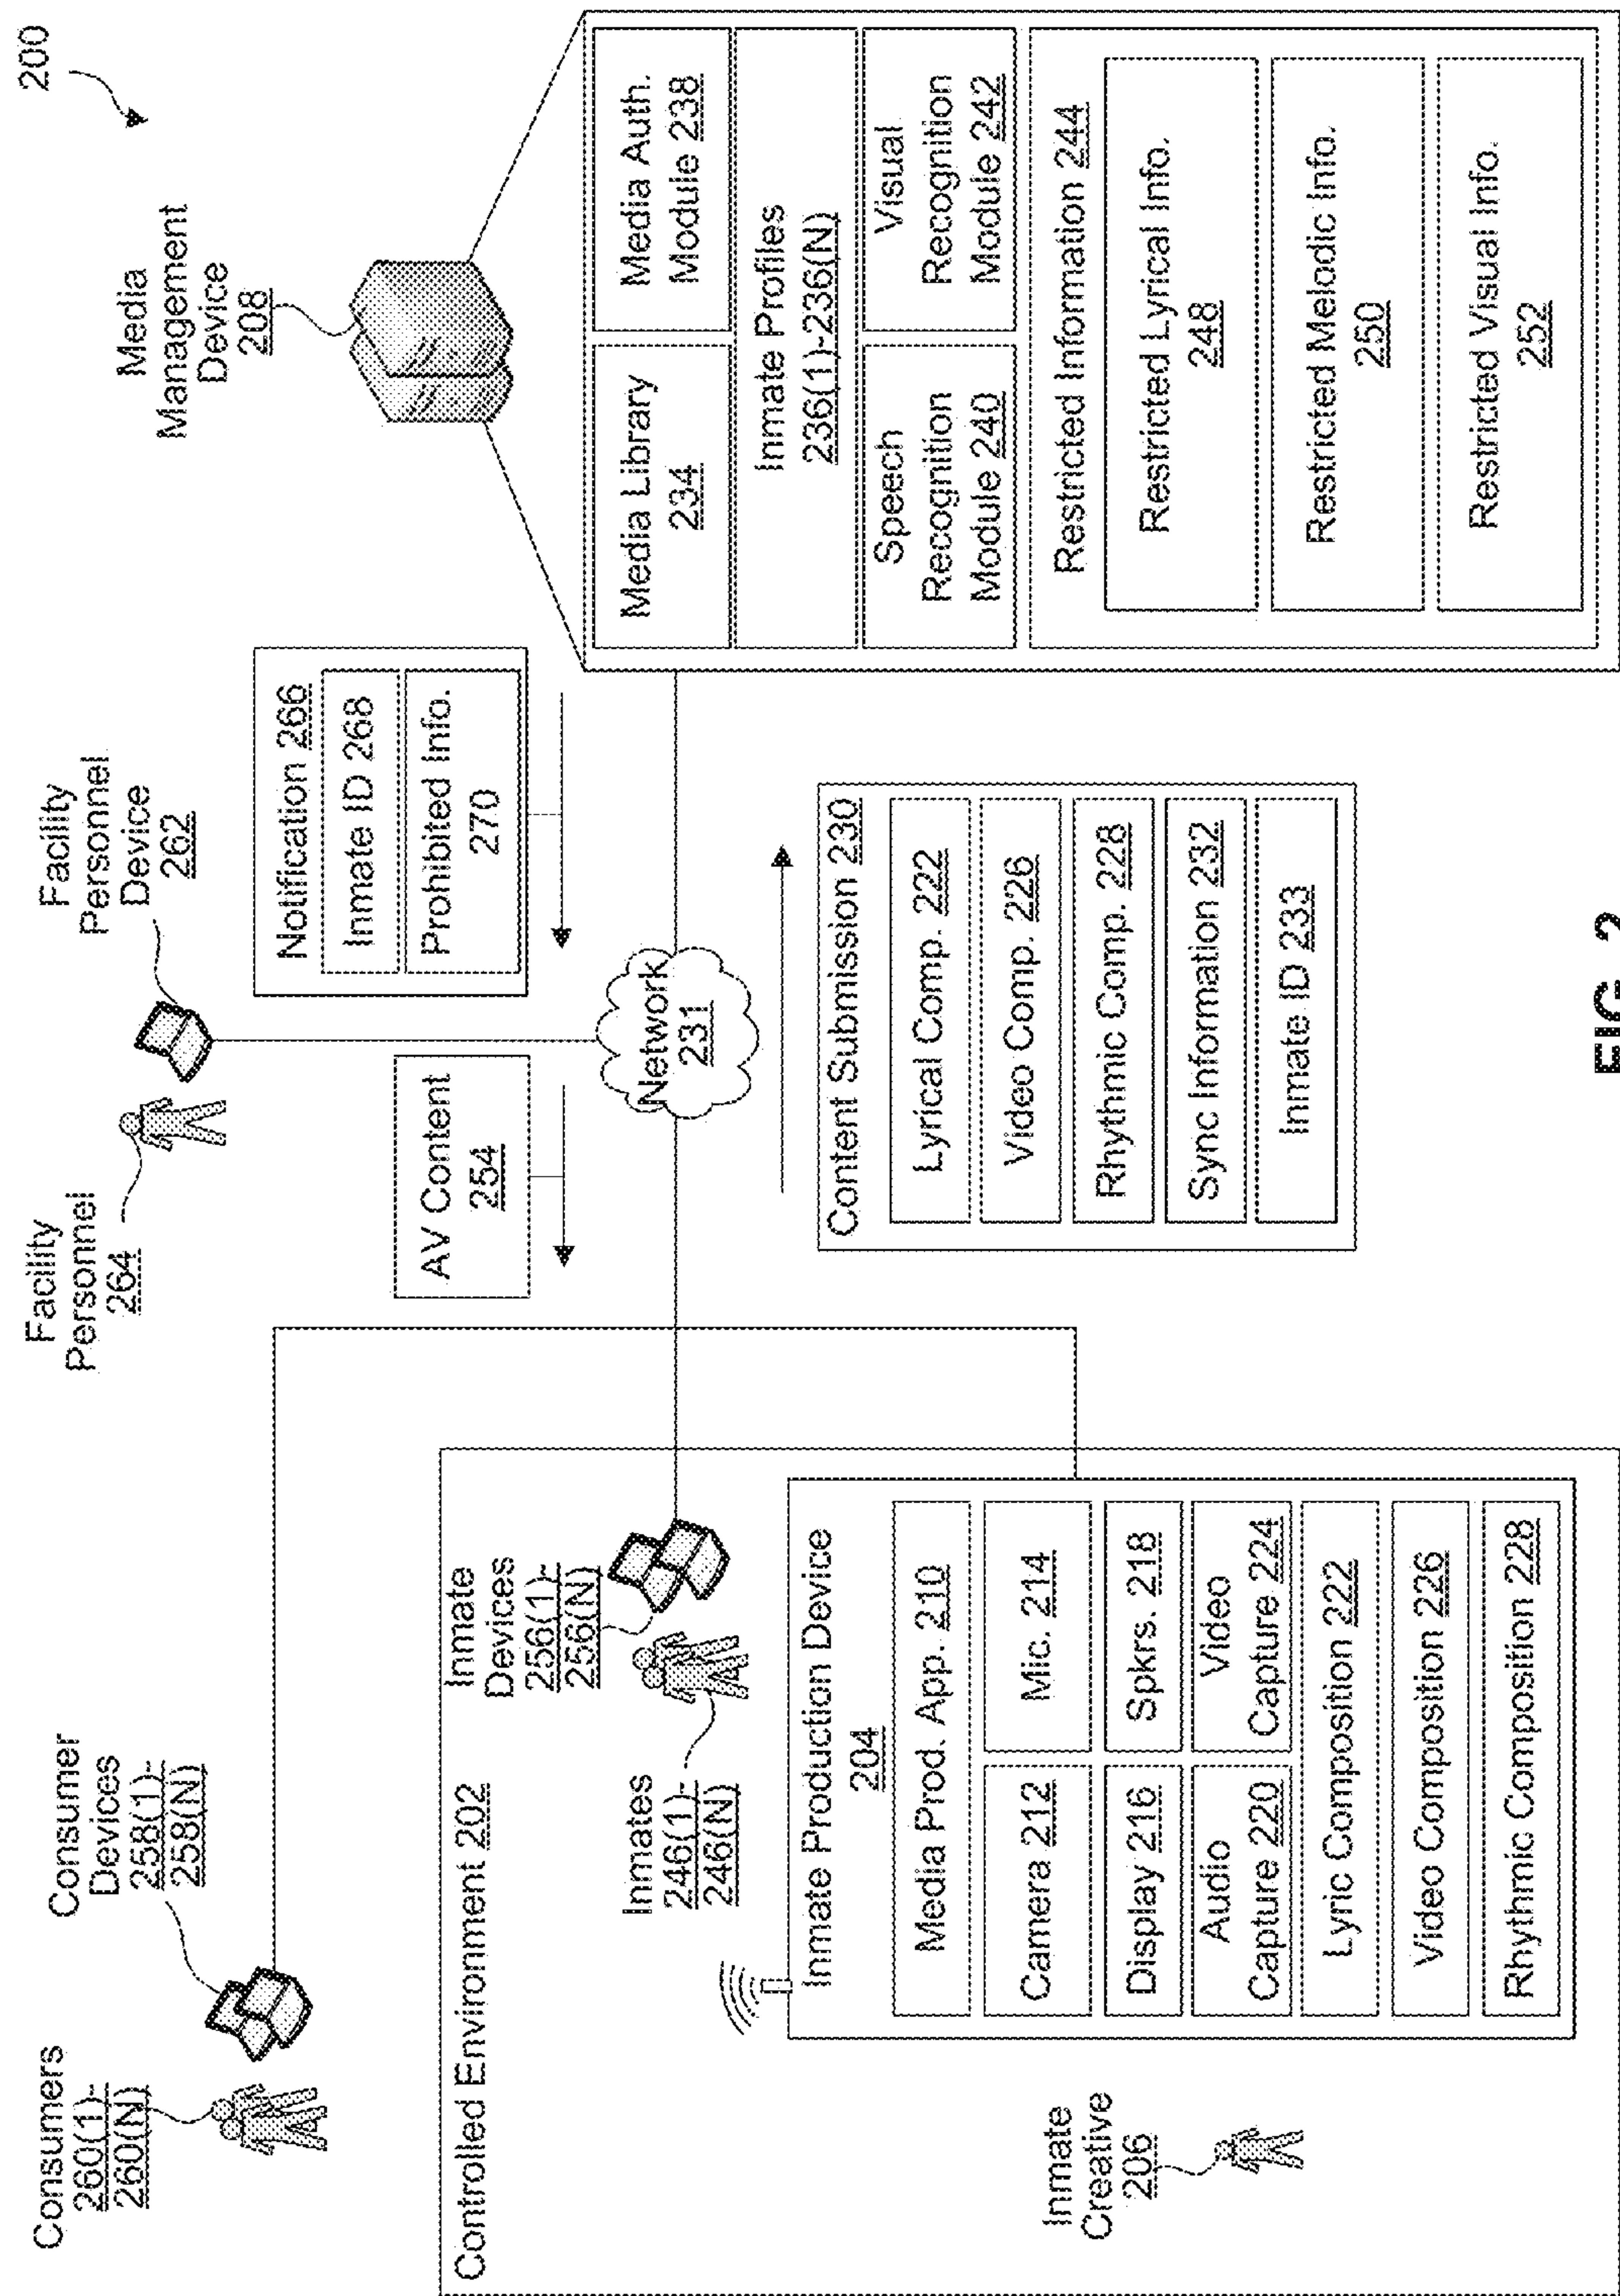 200
Consumers
260(1)-
260(N)
Consumer
Devices
258(1)-
258(N)
Facility
Personnel
264
Facility
Personnel
Device
262
Media
Management
Device
208
Notification 266
Inmate ID 268
Prohibited Info.
270
AV Content
254
Network
231
Content Submission 230
Lyrical Comp. 222
Video Comp. 226
Rhythmic Comp. 228
Sync Information 232
Inmate ID 233
Controlled Environment 202
Inmate
Devices
256(1)-
256(N)
Inmates
246(1)-
246(N)
Inmate
Creative
206
Inmate Production Device
204
Media Prod. App. 210
Camera 212
Mic. 214
Display 216
Spkrs. 218
Audio
Capture 220
Video
Capture 224
Lyric Composition 222
Video Composition 226
Rhythmic Composition 228
Media Library
234
Media Auth.
Module 238
Inmate Profiles
236(1)-236(N)
Speech
Recognition
Module 240
Visual
Recognition
Module 242
Restricted Information 244
Restricted Lyrical Info.
248
Restricted Melodic Info.
250
Restricted Visual Info.
252
FIG. 2